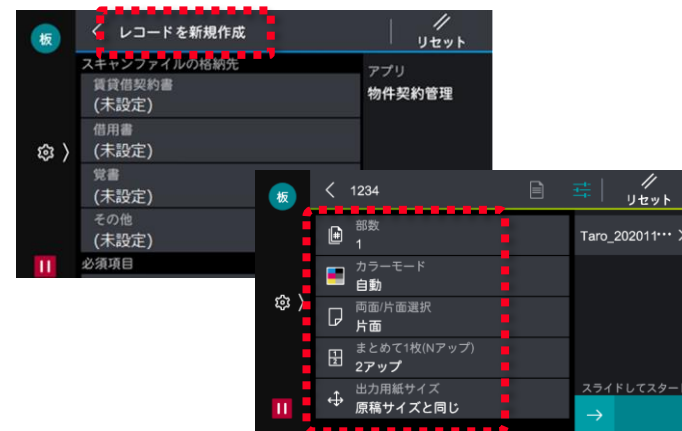 板
レコードを新規作成
リセット
スキャンファイルの格納先
賃貸借契約書
(未設定)
借用書
(未設定)
覚書
(未設定)
その他
(未設定)
必須項目
アプリ
物件契約管理
板
1234
リセット
部数
1
カラーモード
自動
両面/片面選択
片面
まとめて1枚(Nアップ)
2アップ
出力用紙サイズ
原稿サイズと同じ
Taro_202011…
スライドしてスタート